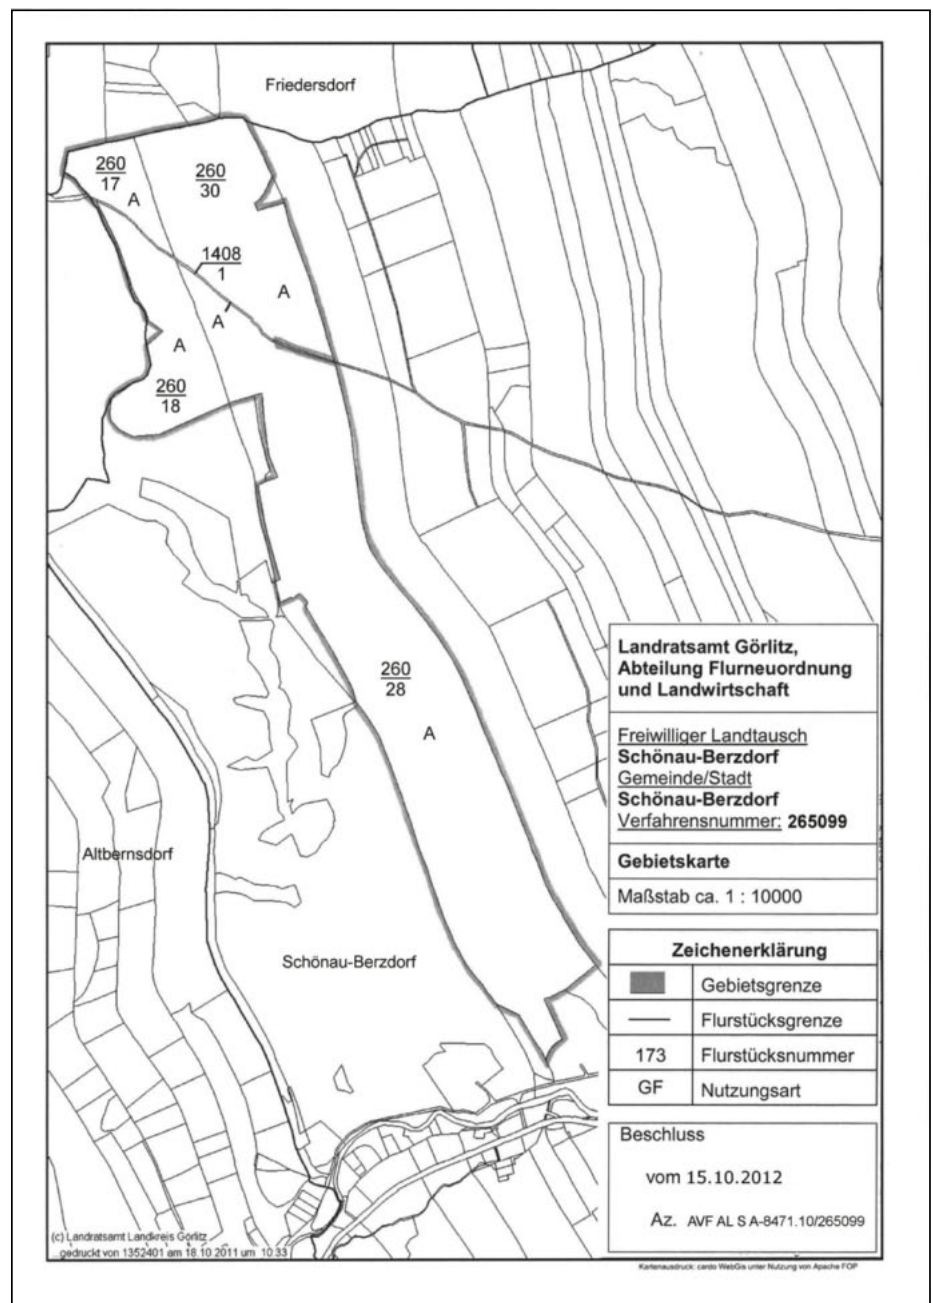 Friedersdorf
260
17
A
260
30
1408
1
A
A
A
260
18
260
28
A
Altbernsdorf
Schönau-Berzdorf
Landratsamt Görlitz,
Abteilung Flurneuordnung
und Landwirtschaft
Freiwilliger Landtausch
Schönau-Berzdorf
Gemeinde/Stadt
Schönau-Berzdorf
Verfahrensnummer: 265099
Gebietskarte
Maßstab ca. 1 : 10000
Zeichenerklärung
Gebietsgrenze
Flurstücksgrenze
173 Flurstücksnummer
GF Nutzungsart
Beschluss
vom 15.10.2012
Az. AVF AL S A-8471.10/265099
(c) Landratsamt Landkreis Görlitz
...gedruckt von 1352401 am 18.10.2011 um 10:33
Kartenausdruck: cardo WebGis unter Nutzung von Apache FOP